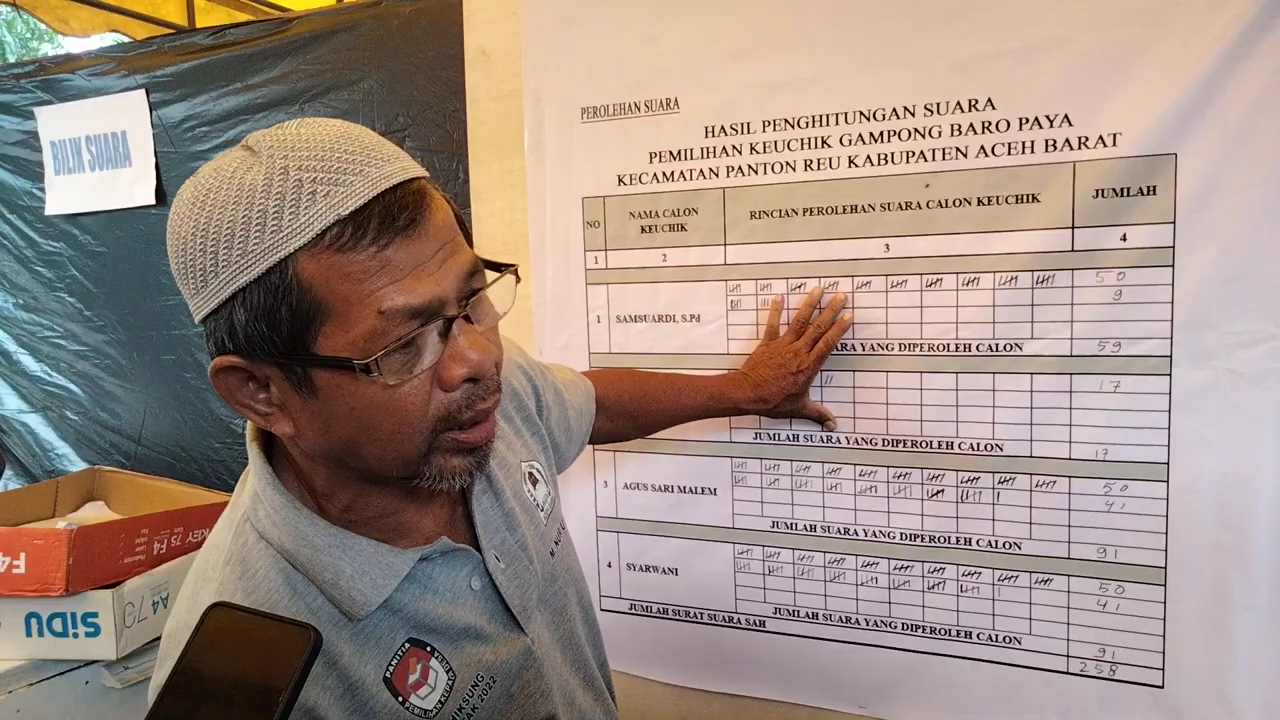 BILIK SUARA
PEROLEHAN SUARA
HASIL PENGHITUNGAN SUARA
PEMILIHAN KEUCHIK GAMPONG BARO PAYA
KECAMATAN PANTON REU KABUPATEN ACEH BARAT
NO NAMA CALON KEUCHIK RINCIAN PEROLEHAN SUARA CALON KEUCHIK JUMLAH
1 2 3 4
50
9
1 SAMSUARDI, S.Pd
SUARA YANG DIPEROLEH CALON 59
17
JUMLAH SUARA YANG DIPEROLEH CALON 17
3 AGUS SARI MALEM 50
41
JUMLAH SUARA YANG DIPEROLEH CALON 91
4 SYARWANI 50
41
JUMLAH SUARA YANG DIPEROLEH CALON 91
JUMLAH SURAT SUARA SAH 258
F4
75
F4
SiDU
A4
PANITIA
2022